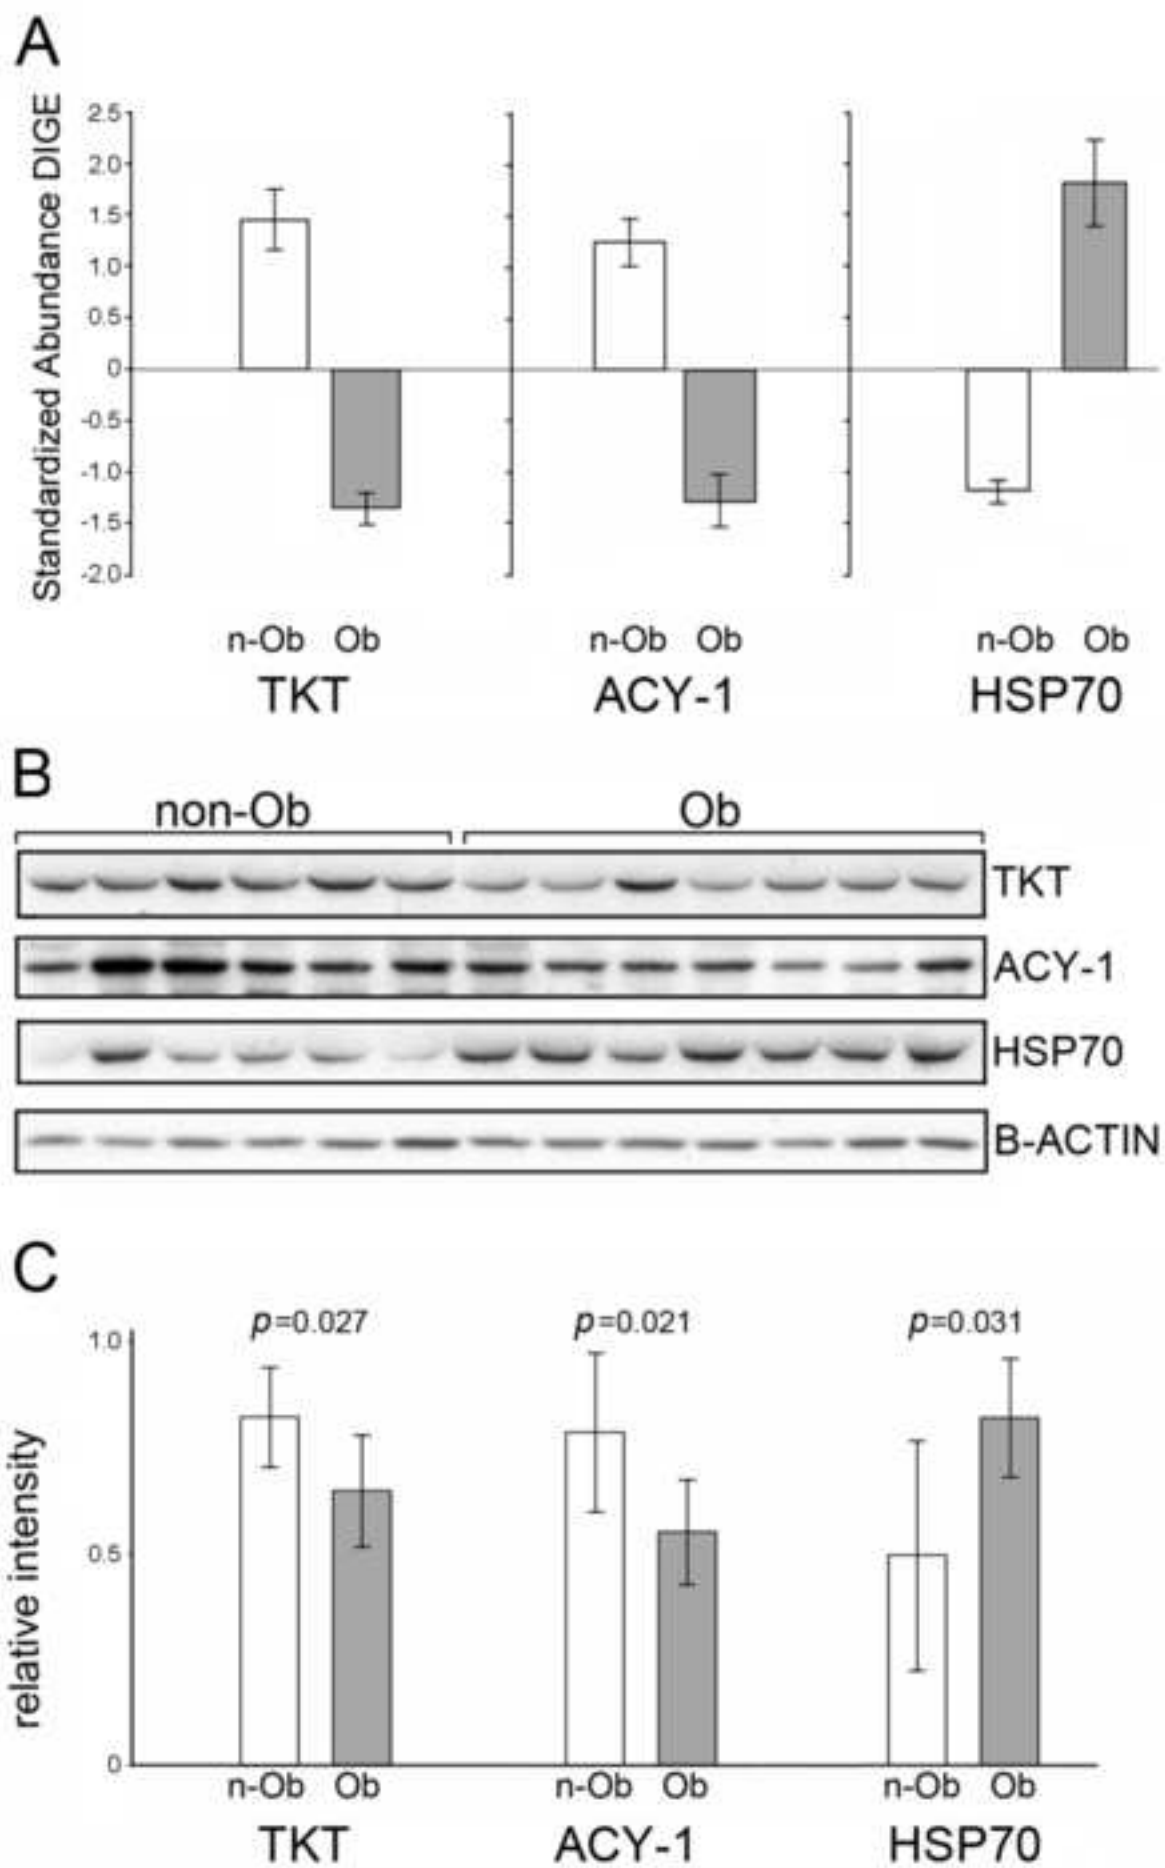 A
Standardized Abundance DIGE
2.5
2.0
1.5
1.0
0.5
0
-0.5
-1.0
-1.5
-2.0
n-Ob Ob n-Ob Ob n-Ob Ob
TKT ACY-1 HSP70
B
non-Ob Ob
TKT
ACY-1
HSP70
B-ACTIN
C
p=0.027 p=0.021 p=0.031
relative intensity
1.0
0.5
0
n-Ob Ob n-Ob Ob n-Ob Ob
TKT ACY-1 HSP70